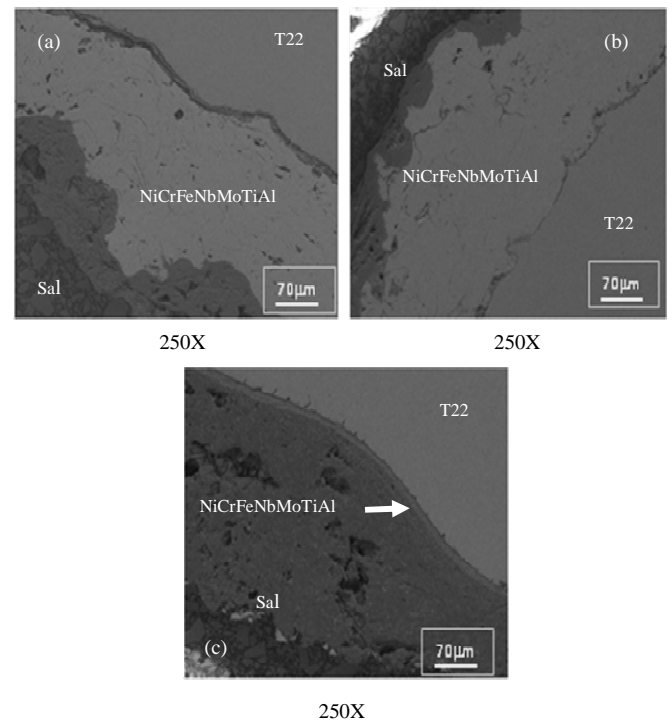 (a)
T22
NiCrFeNbMoTiAl
Sal
70µm
250X
(b)
Sal
NiCrFeNbMoTiAl
T22
70µm
250X
T22
NiCrFeNbMoTiAl
Sal
(c)
70µm
250X